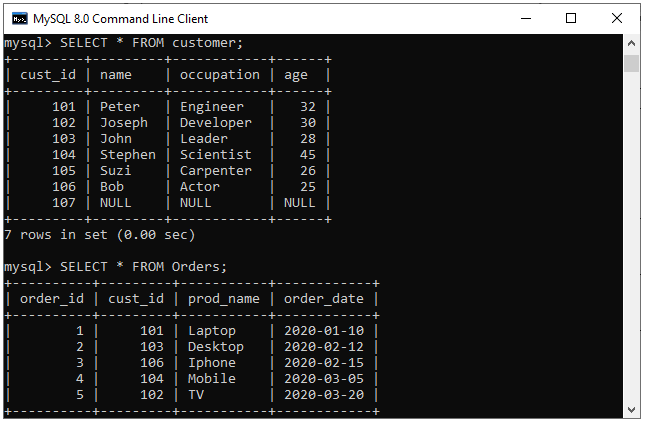 MySQL 8.0 Command Line Client
mysql> SELECT * FROM customer;
+---------+---------+------------+------+
| cust_id | name    | occupation | age  |
+---------+---------+------------+------+
|     101 | Peter   | Engineer   |   32 |
|     102 | Joseph  | Developer  |   30 |
|     103 | John    | Leader     |   28 |
|     104 | Stephen | Scientist  |   45 |
|     105 | Suzi    | Carpenter  |   26 |
|     106 | Bob     | Actor      |   25 |
|     107 | NULL    | NULL       | NULL |
+---------+---------+------------+------+
7 rows in set (0.00 sec)
mysql> SELECT * FROM Orders;
+----------+---------+-----------+------------+
| order_id | cust_id | prod_name | order_date |
+----------+---------+-----------+------------+
|        1 |     101 | Laptop    | 2020-01-10 |
|        2 |     103 | Desktop   | 2020-02-12 |
|        3 |     106 | Iphone    | 2020-02-15 |
|        4 |     104 | Mobile    | 2020-03-05 |
|        5 |     102 | TV        | 2020-03-20 |
+----------+---------+-----------+------------+